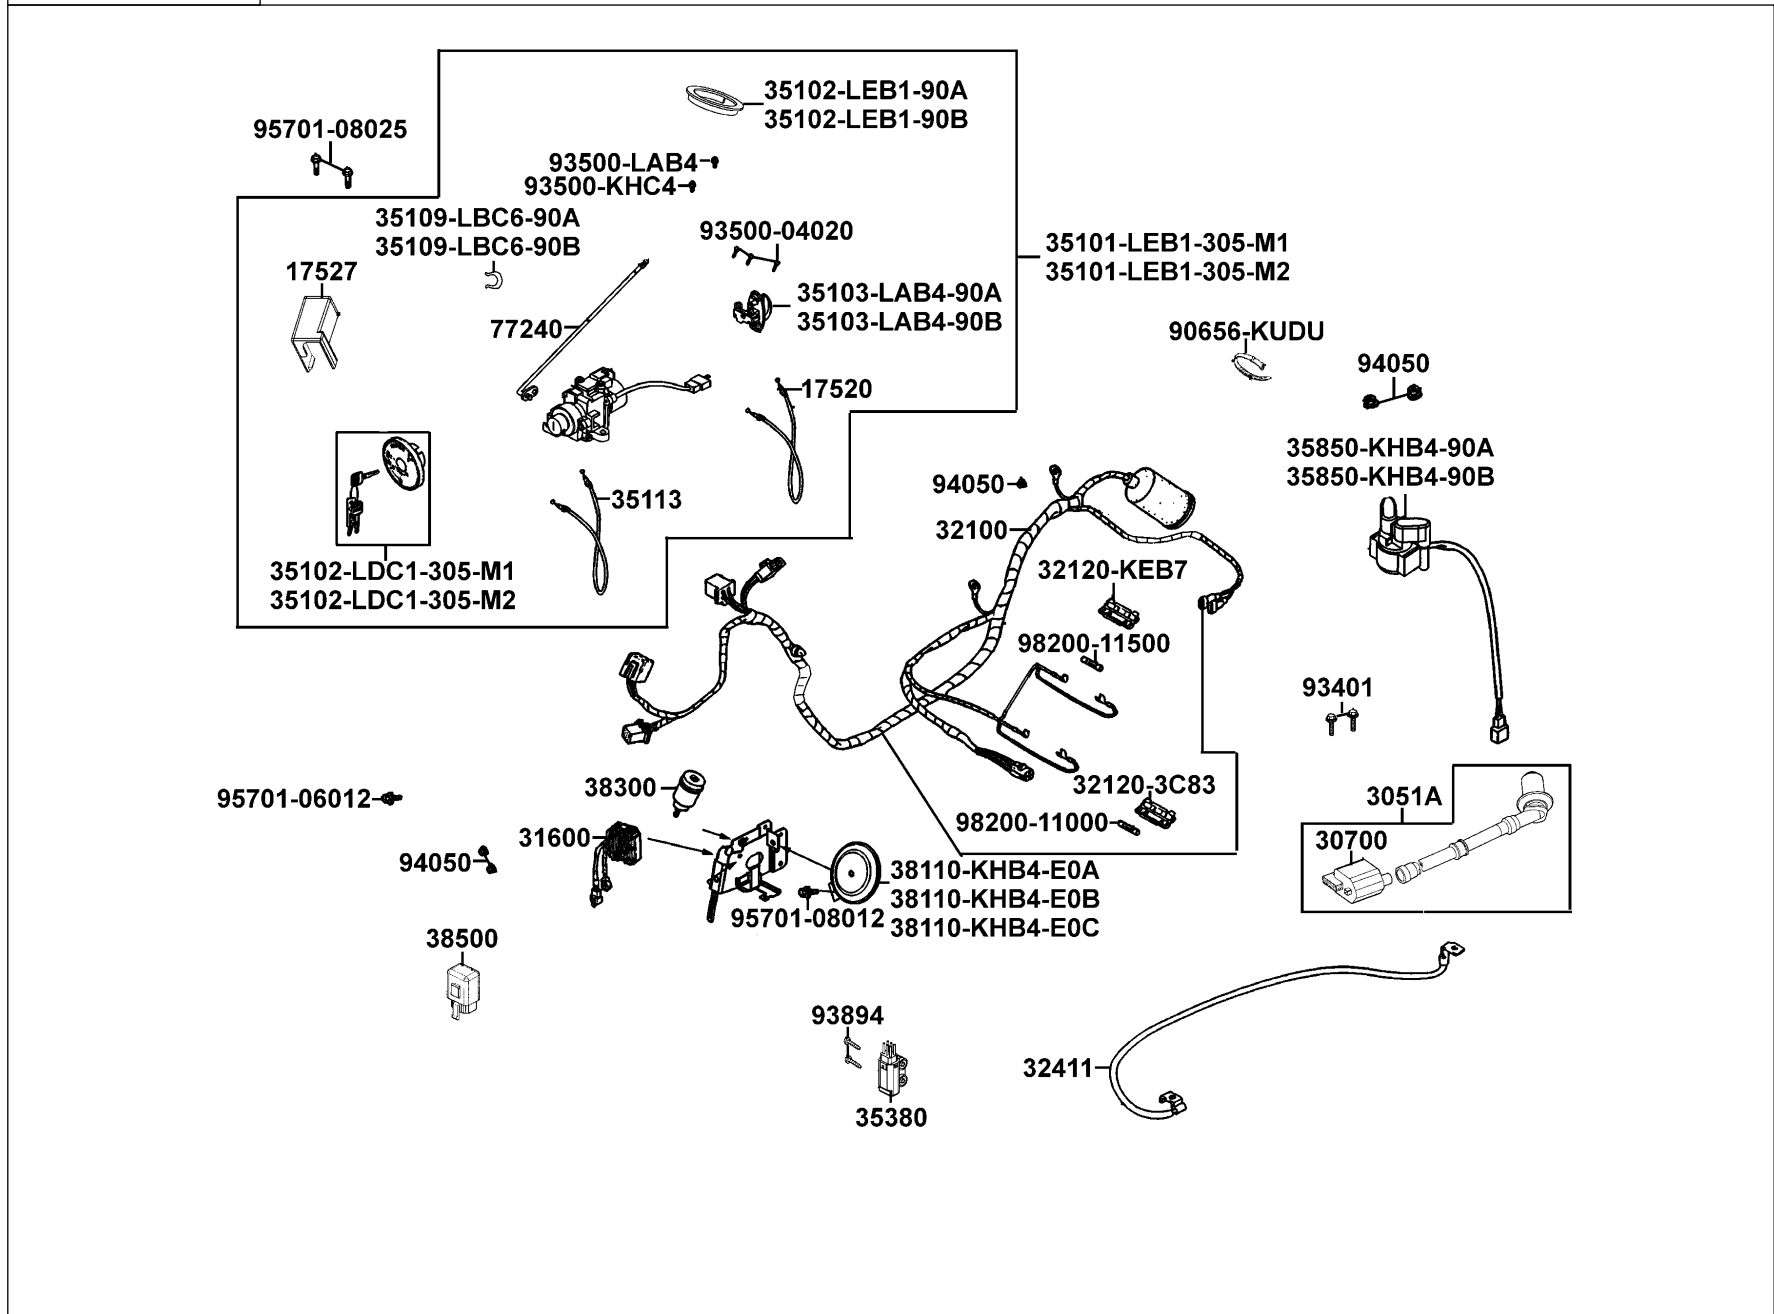 35102-LEB1-90A
35102-LEB1-90B
95701-08025
93500-LAB4
93500-KHC4
35109-LBC6-90A
35109-LBC6-90B
93500-04020
35101-LEB1-305-M1
35101-LEB1-305-M2
17527
35103-LAB4-90A
35103-LAB4-90B
77240
90656-KUDU
94050
17520
35850-KHB4-90A
35850-KHB4-90B
94050
35113
32100
35102-LDC1-305-M1
35102-LDC1-305-M2
32120-KEB7
98200-11500
93401
38300
32120-3C83
95701-06012
3051A
98200-11000
31600
30700
94050
38110-KHB4-E0A
38110-KHB4-E0B
38110-KHB4-E0C
95701-08012
38500
93894
32411
35380